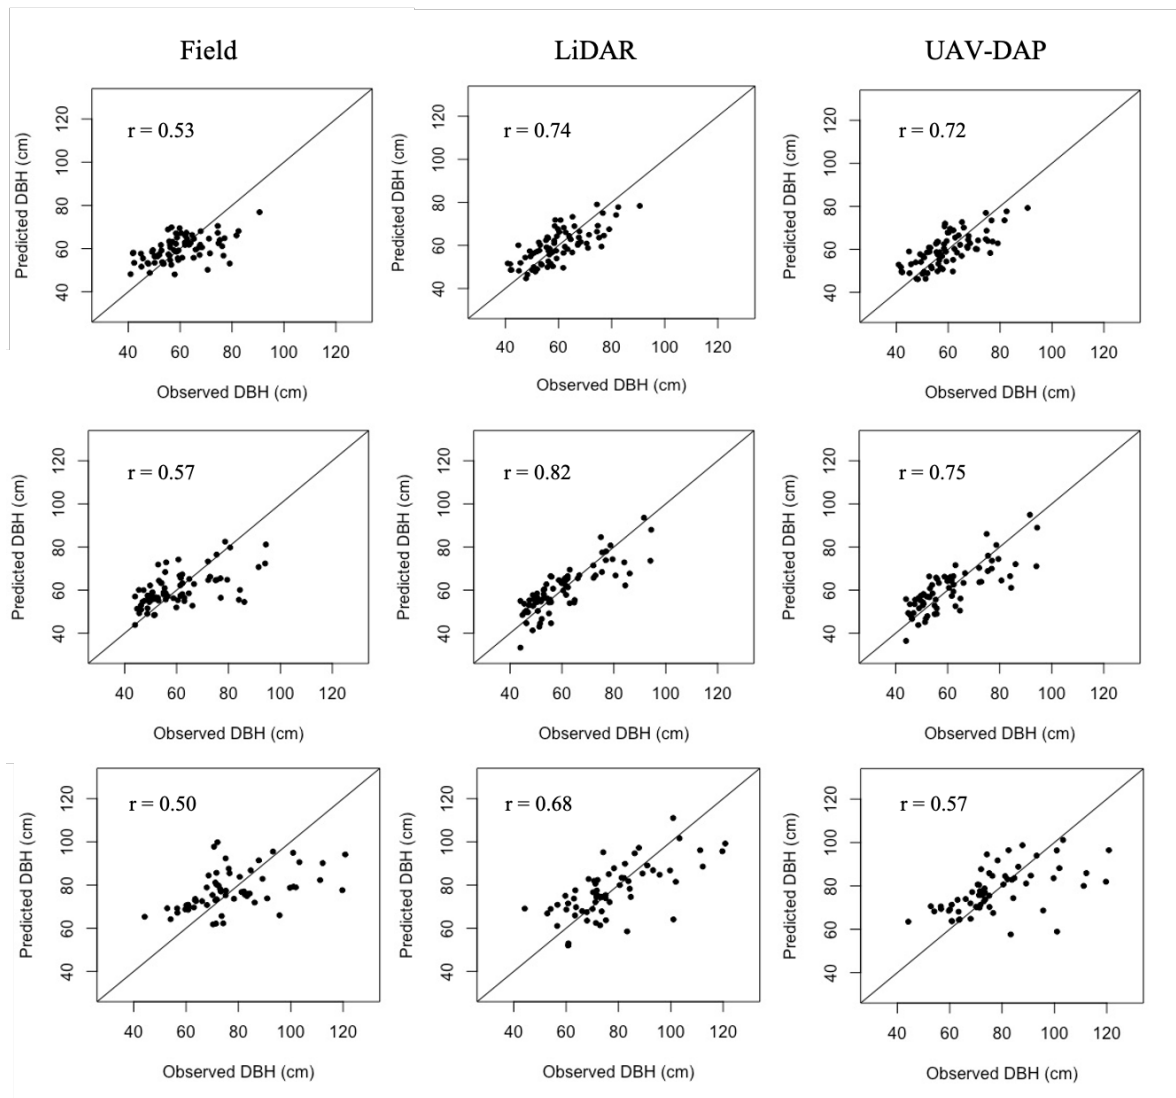 Field
LiDAR
UAV-DAP
r = 0.53
r = 0.74
r = 0.72
Predicted DBH (cm)
40 60 80 100 120
40 60 80 100 120
Observed DBH (cm)
Predicted DBH (cm)
40 60 80 100 120
40 60 80 100 120
Observed DBH (cm)
Predicted DBH (cm)
40 60 80 100 120
40 60 80 100 120
Observed DBH (cm)
r = 0.57
r = 0.82
r = 0.75
Predicted DBH (cm)
40 60 80 100 120
40 60 80 100 120
Observed DBH (cm)
Predicted DBH (cm)
40 60 80 100 120
40 60 80 100 120
Observed DBH (cm)
Predicted DBH (cm)
40 60 80 100 120
40 60 80 100 120
Observed DBH (cm)
r = 0.50
r = 0.68
r = 0.57
Predicted DBH (cm)
40 60 80 100 120
40 60 80 100 120
Observed DBH (cm)
Predicted DBH (cm)
40 60 80 100 120
40 60 80 100 120
Observed DBH (cm)
Predicted DBH (cm)
40 60 80 100 120
40 60 80 100 120
Observed DBH (cm)